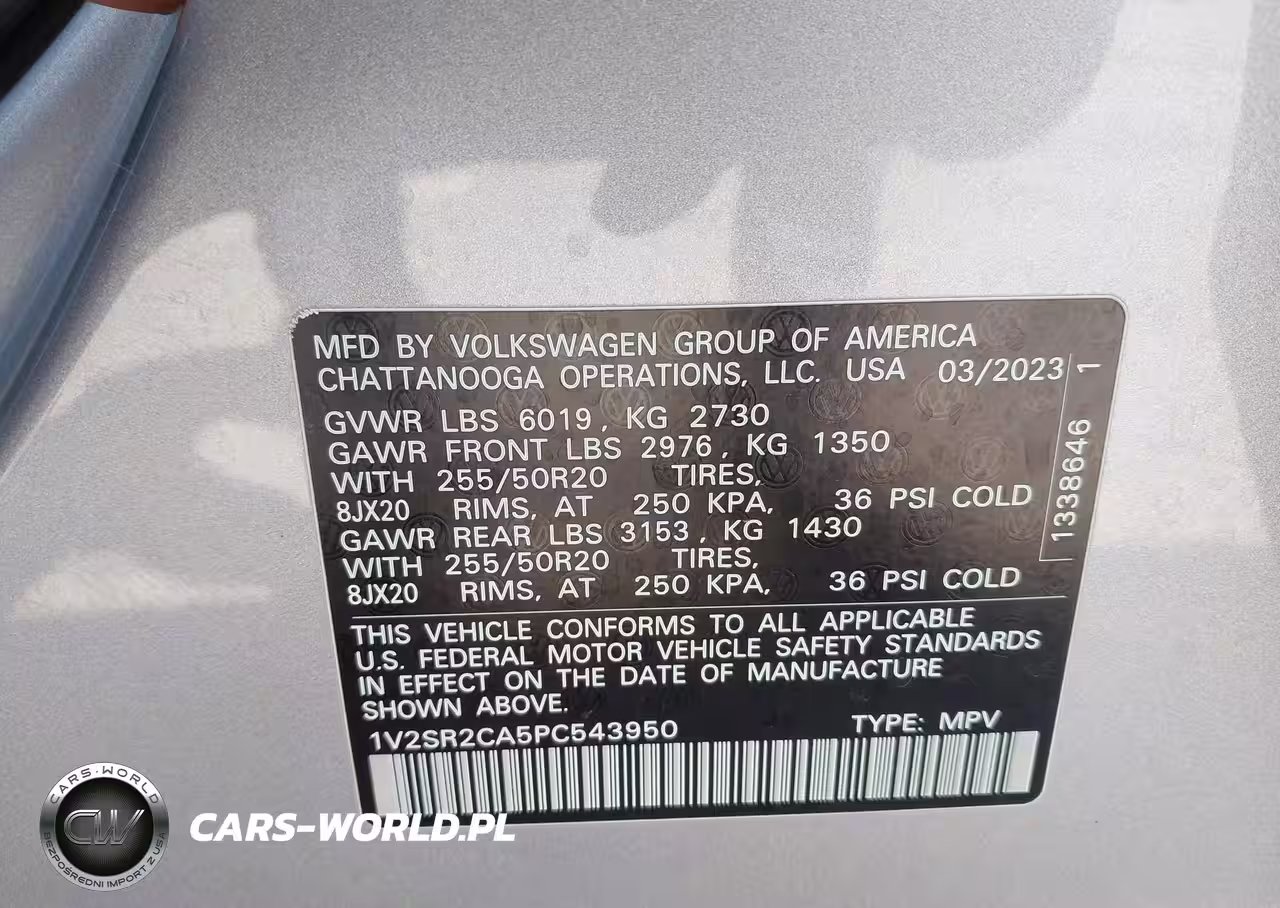 MFD BY VOLKSWAGEN GROUP OF AMERICA
CHATTANOOGA OPERATIONS, LLC. USA 03/2023
GVWR LBS 6019, KG 2730
GAWR FRONT LBS 2976, KG 1350
WITH 255/50R20 TIRES,
8JX20 RIMS, AT 250 KPA, 36 PSI COLD
GAWR REAR LBS 3153, KG 1430
WITH 255/50R20 TIRES,
8JX20 RIMS, AT 250 KPA, 36 PSI COLD
1338646 1
THIS VEHICLE CONFORMS TO ALL APPLICABLE
U.S. FEDERAL MOTOR VEHICLE SAFETY STANDARDS
IN EFFECT ON THE DATE OF MANUFACTURE
SHOWN ABOVE.
1V2SR2CA5PC543950 TYPE: MPV
CARS-WORLD
CW
BEZPOŚREDNI IMPORT Z USA
CARS-WORLD.PL